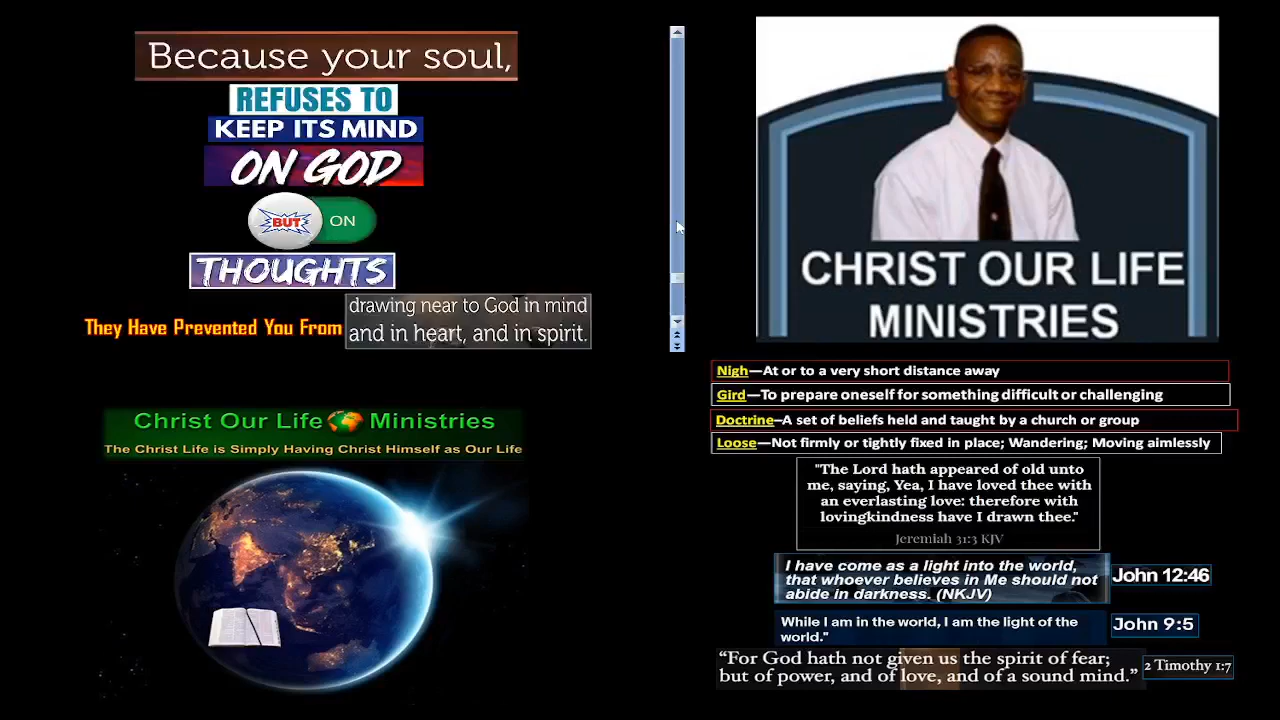 Because your soul,
REFUSES TO
KEEP ITS MIND
ON GOD
BUT ON
THOUGHTS
They Have Prevented You From drawing near to God in mind
and in heart, and in spirit.
Christ Our Life Ministries
The Christ Life is Simply Having Christ Himself as Our Life
CHRIST OUR LIFE
MINISTRIES
Nigh—At or to a very short distance away
Gird—To prepare oneself for something difficult or challenging
Doctrine–A set of beliefs held and taught by a church or group
Loose—Not firmly or tightly fixed in place; Wandering; Moving aimlessly
"The Lord hath appeared of old unto
me, saying, Yea, I have loved thee with
an everlasting love: therefore with
lovingkindness have I drawn thee."
Jeremiah 31:3 KJV
I have come as a light into the world,
that whoever believes in Me should not
abide in darkness. (NKJV)
John 12:46
While I am in the world, I am the light of the
world."
John 9:5
“For God hath not given us the spirit of fear;
but of power, and of love, and of a sound mind.”
2 Timothy 1:7